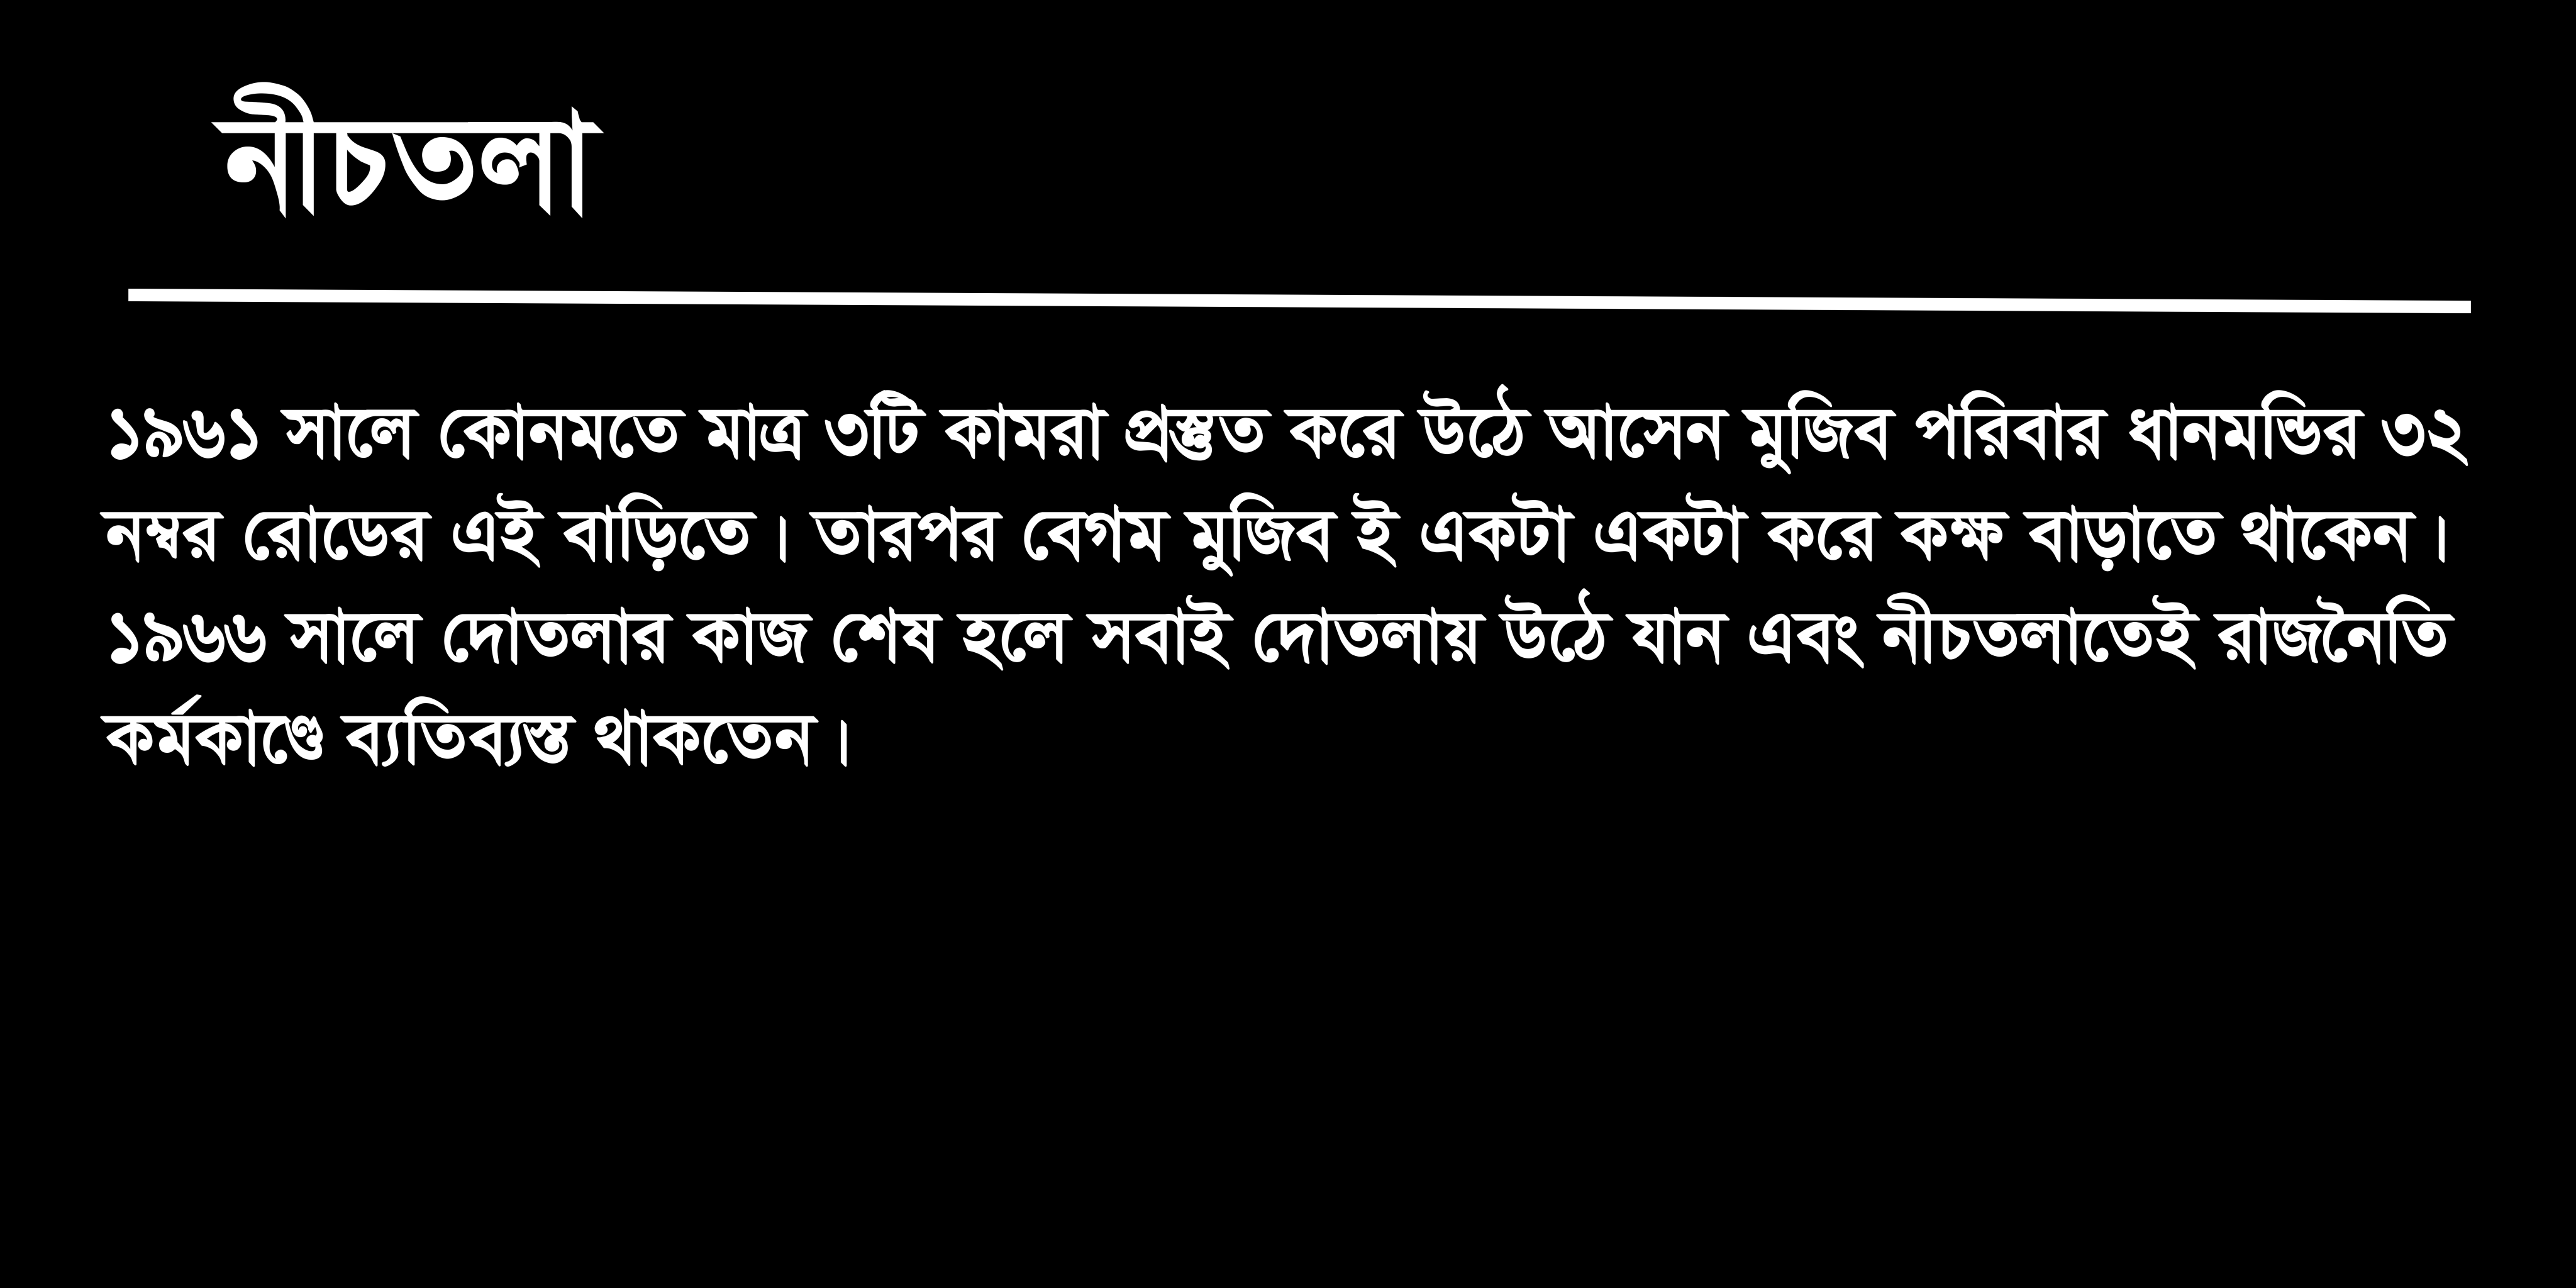 নীচতলা
১৯৬১ সালে কোনমতে মাত্র ৩টি কামরা প্রস্তুত করে উঠে আসেন মুজিব পরিবার ধানমন্ডির ৩২
নম্বর রোডের এই বাড়িতে। তারপর বেগম মুজিব ই একটা একটা করে কক্ষ বাড়াতে থাকেন।
১৯৬৬ সালে দোতলার কাজ শেষ হলে সবাই দোতলায় উঠে যান এবং নীচতলাতেই রাজনৈতি
কর্মকাণ্ডে ব্যতিব্যস্ত থাকতেন।